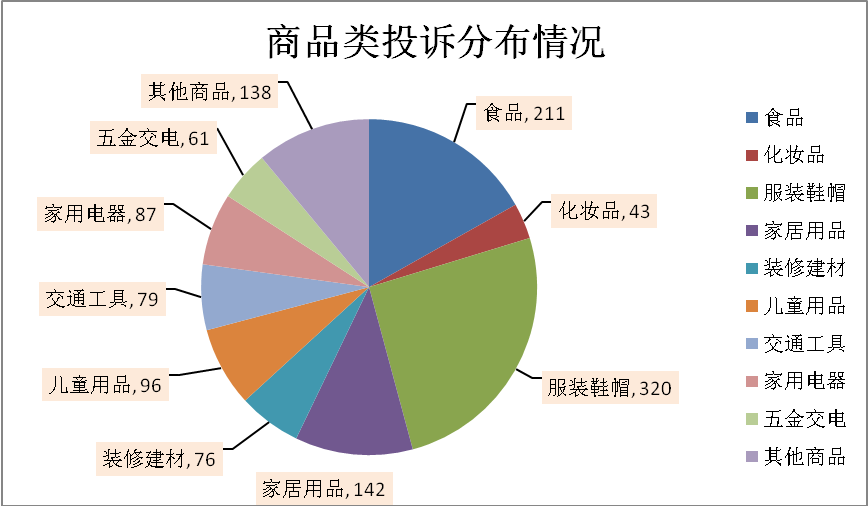 商品类投诉分布情况
其他商品, 138
食品, 211
五金交电, 61
化妆品, 43
家用电器, 87
交通工具, 79
儿童用品, 96
服装鞋帽, 320
装修建材, 76
家居用品, 142
食品
化妆品
服装鞋帽
家居用品
装修建材
儿童用品
交通工具
家用电器
五金交电
其他商品